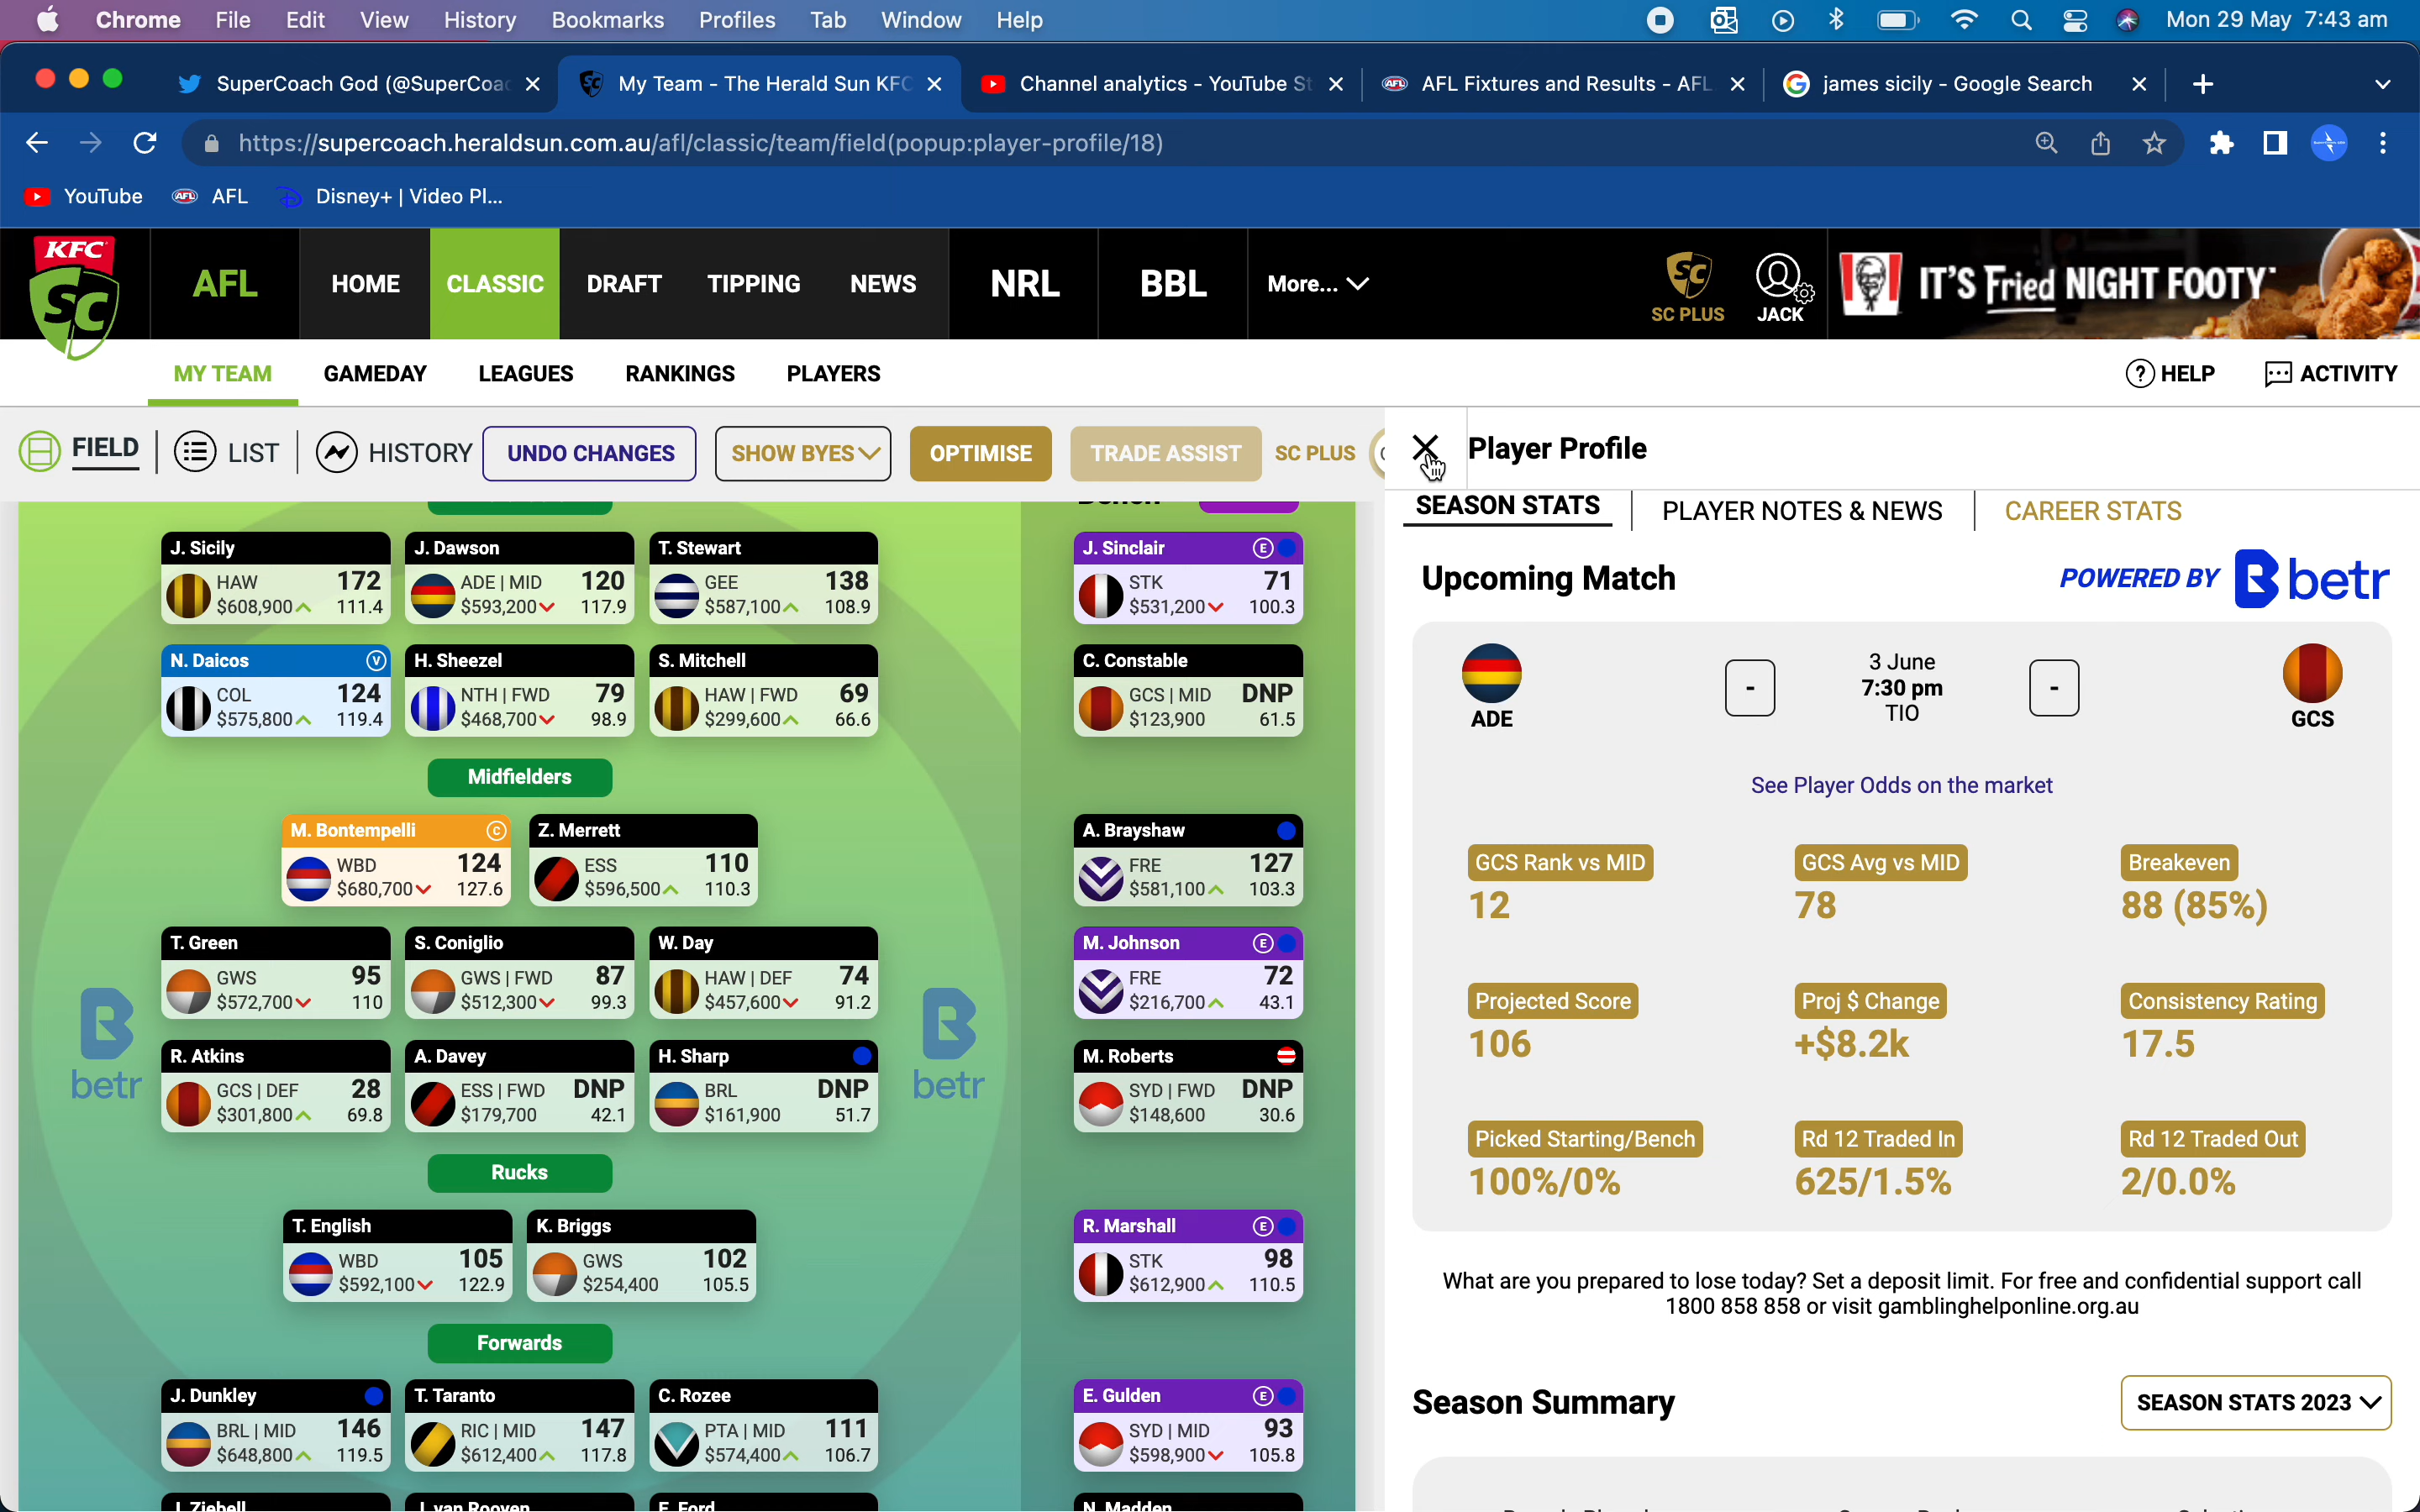 Chrome File Edit View History Bookmarks Profiles Tab Window Help Mon 29 May 7:43 am
SuperCoach God (@SuperCoac My Team - The Herald Sun KFC Channel analytics - YouTube St AFL Fixtures and Results - AFL james sicily - Google Search
https://supercoach.heraldsun.com.au/afl/classic/team/field(popup:player-profile/18)
YouTube AFL Disney+ | Video Pl...
KFC SC AFL HOME CLASSIC DRAFT TIPPING NEWS NRL BBL More... SC SC PLUS JACK IT'S Fried NIGHT FOOTY
MY TEAM GAMEDAY LEAGUES RANKINGS PLAYERS HELP ACTIVITY
FIELD LIST HISTORY UNDO CHANGES SHOW BYES OPTIMISE TRADE ASSIST SC PLUS
J. Sicily
HAW 172
$608,900 111.4
J. Dawson
ADE | MID 120
$593,200 117.9
T. Stewart
GEE 138
$587,100 108.9
J. Sinclair E
STK 71
$531,200 100.3
N. Daicos V
COL 124
$575,800 119.4
H. Sheezel
NTH | FWD 79
$468,700 98.9
S. Mitchell
HAW | FWD 69
$299,600 66.6
C. Constable
GCS | MID DNP
$123,900 61.5
Midfielders
M. Bontempelli C
WBD 124
$680,700 127.6
Z. Merrett
ESS 110
$596,500 110.3
A. Brayshaw
FRE 127
$581,100 103.3
T. Green
GWS 95
$572,700 110
S. Coniglio
GWS | FWD 87
$512,300 99.3
W. Day
HAW | DEF 74
$457,600 91.2
M. Johnson E
FRE 72
$216,700 43.1
betr
betr
R. Atkins
GCS | DEF 28
$301,800 69.8
A. Davey
ESS | FWD DNP
$179,700 42.1
H. Sharp
BRL DNP
$161,900 51.7
M. Roberts
SYD | FWD DNP
$148,600 30.6
Rucks
T. English
WBD 105
$592,100 122.9
K. Briggs
GWS 102
$254,400 105.5
R. Marshall E
STK 98
$612,900 110.5
Forwards
J. Dunkley
BRL | MID 146
$648,800 119.5
T. Taranto
RIC | MID 147
$612,400 117.8
C. Rozee
PTA | MID 111
$574,400 106.7
E. Gulden E
SYD | MID 93
$598,900 105.8
Player Profile
SEASON STATS PLAYER NOTES & NEWS CAREER STATS
Upcoming Match POWERED BY betr
ADE - 3 June - GCS
7:30 pm
TIO
See Player Odds on the market
GCS Rank vs MID GCS Avg vs MID Breakeven
12 78 88 (85%)
Projected Score Proj $ Change Consistency Rating
106 +$8.2k 17.5
Picked Starting/Bench Rd 12 Traded In Rd 12 Traded Out
100%/0% 625/1.5% 2/0.0%
What are you prepared to lose today? Set a deposit limit. For free and confidential support call
1800 858 858 or visit gamblinghelponline.org.au
Season Summary SEASON STATS 2023